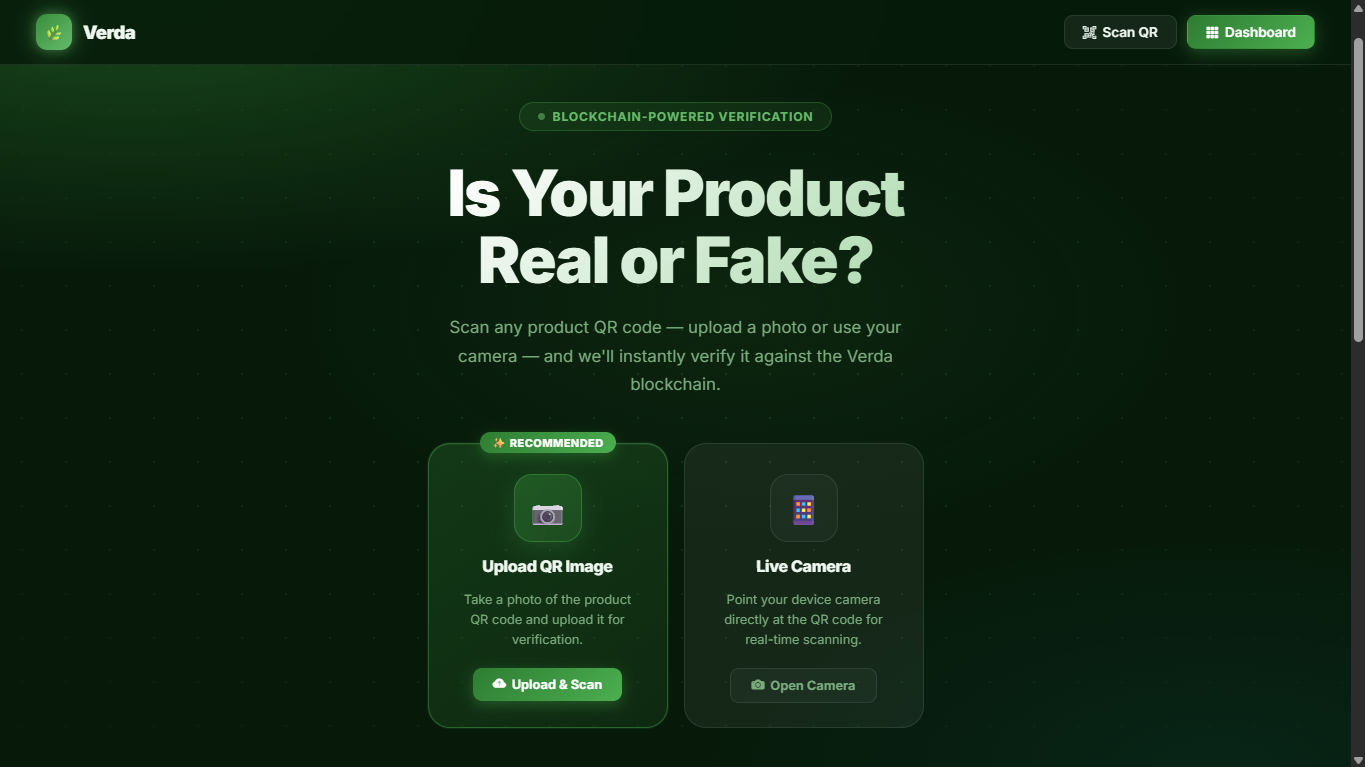 Verda
Scan QR
Dashboard
BLOCKCHAIN-POWERED VERIFICATION
Is Your Product
Real or Fake?
Scan any product QR code — upload a photo or use your
camera — and we'll instantly verify it against the Verda
blockchain.
✨ RECOMMENDED
Upload QR Image
Take a photo of the product
QR code and upload it for
verification.
Upload & Scan
Live Camera
Point your device camera
directly at the QR code for
real-time scanning.
Open Camera